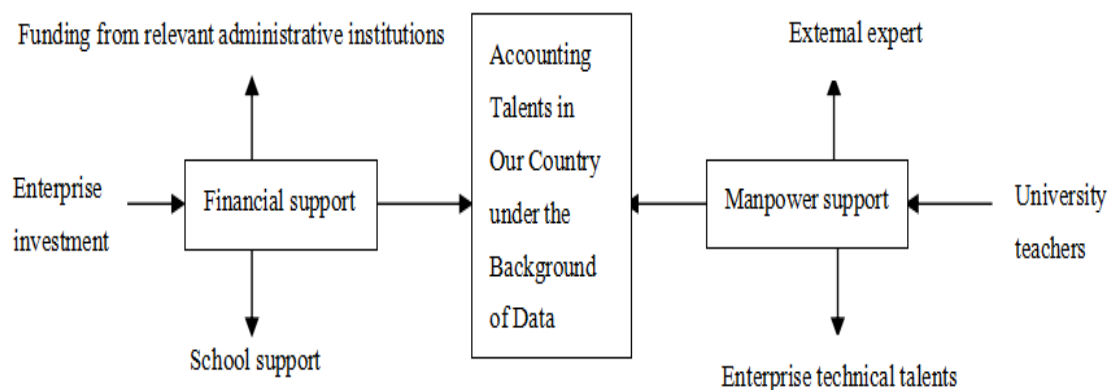 Funding from relevant administrative institutions
Enterprise
investment
Financial support
School support
Accounting
Talents in
Our Country
under the
Background
of Data
External expert
Manpower support
University
teachers
Enterprise technical talents